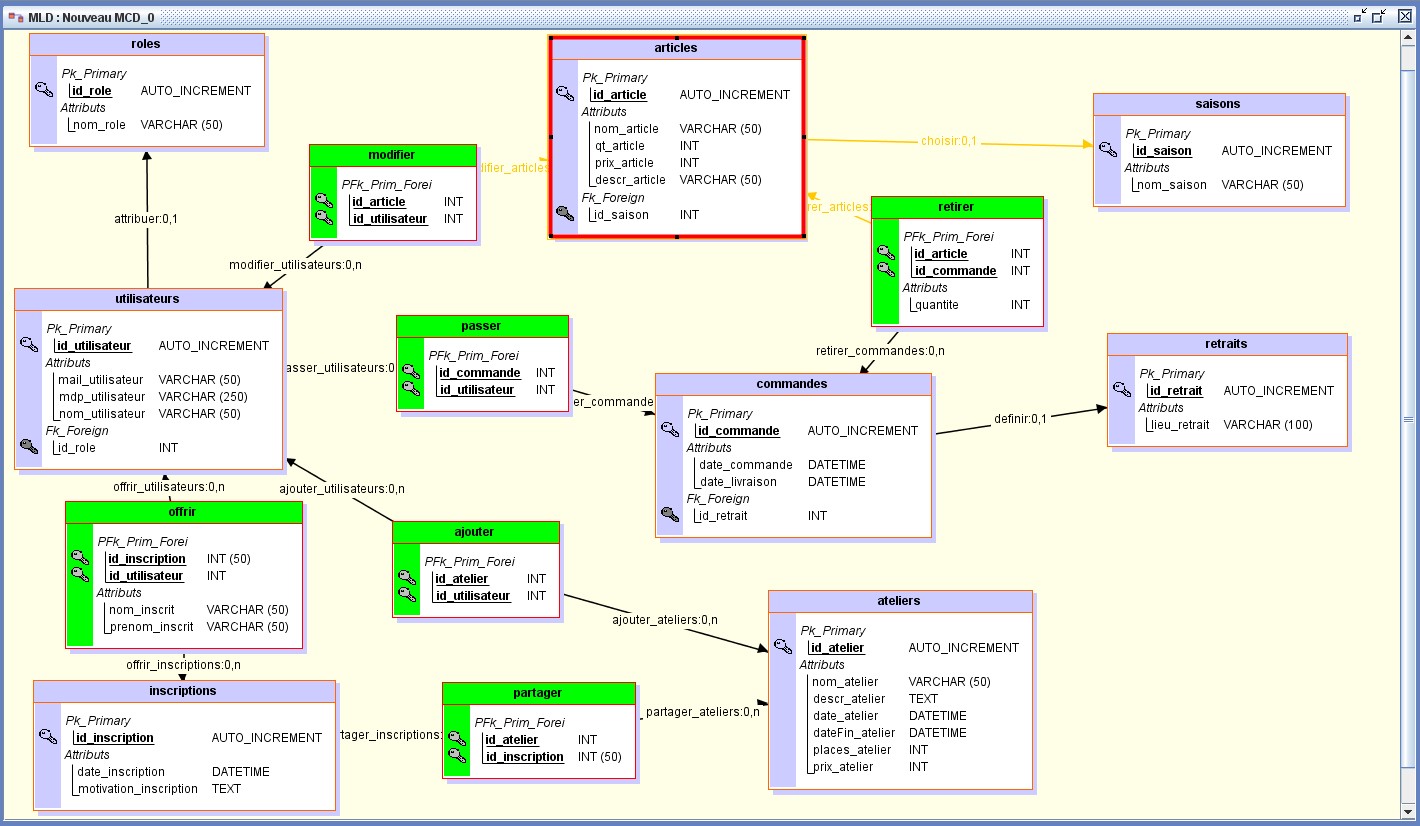 MLD : Nouveau MCD_0
roles
Pk_Primary
id_role AUTO_INCREMENT
Attributs
nom_role VARCHAR (50)
articles
Pk_Primary
id_article AUTO_INCREMENT
Attributs
nom_article VARCHAR (50)
qt_article INT
prix_article INT
descr_article VARCHAR (50)
Fk_Foreign
id_saison INT
choisir:0,1
saisons
Pk_Primary
id_saison AUTO_INCREMENT
Attributs
nom_saison VARCHAR (50)
modifier
PFk_Prim_Forei
id_article INT
id_utilisateur INT
difier_articles
attribuer:0,1
modifier_utilisateurs:0,n
rer_articles:
retirer
PFk_Prim_Forei
id_article INT
id_commande INT
Attributs
quantite INT
retirer_commandes:0,n
utilisateurs
Pk_Primary
id_utilisateur AUTO_INCREMENT
Attributs
mail_utilisateur VARCHAR (50)
mdp_utilisateur VARCHAR (250)
nom_utilisateur VARCHAR (50)
Fk_Foreign
id_role INT
asser_utilisateurs:0
passer
PFk_Prim_Forei
id_commande INT
id_utilisateur INT
er_commande
commandes
Pk_Primary
id_commande AUTO_INCREMENT
Attributs
date_commande DATETIME
date_livraison DATETIME
Fk_Foreign
id_retrait INT
definir:0,1
retraits
Pk_Primary
id_retrait AUTO_INCREMENT
Attributs
lieu_retrait VARCHAR (100)
offrir_utilisateurs:0,n
ajouter_utilisateurs:0,n
offrir
PFk_Prim_Forei
id_inscription INT (50)
id_utilisateur INT
Attributs
nom_inscrit VARCHAR (50)
prenom_inscrit VARCHAR (50)
offrir_inscriptions:0,n
ajouter
PFk_Prim_Forei
id_atelier INT
id_utilisateur INT
ajouter_ateliers:0,n
ateliers
Pk_Primary
id_atelier AUTO_INCREMENT
Attributs
nom_atelier VARCHAR (50)
descr_atelier TEXT
date_atelier DATETIME
dateFin_atelier DATETIME
places_atelier INT
prix_atelier INT
inscriptions
Pk_Primary
id_inscription AUTO_INCREMENT
Attributs
date_inscription DATETIME
motivation_inscription TEXT
tager_inscriptions:
partager
PFk_Prim_Forei
id_atelier INT
id_inscription INT (50)
partager_ateliers:0,n